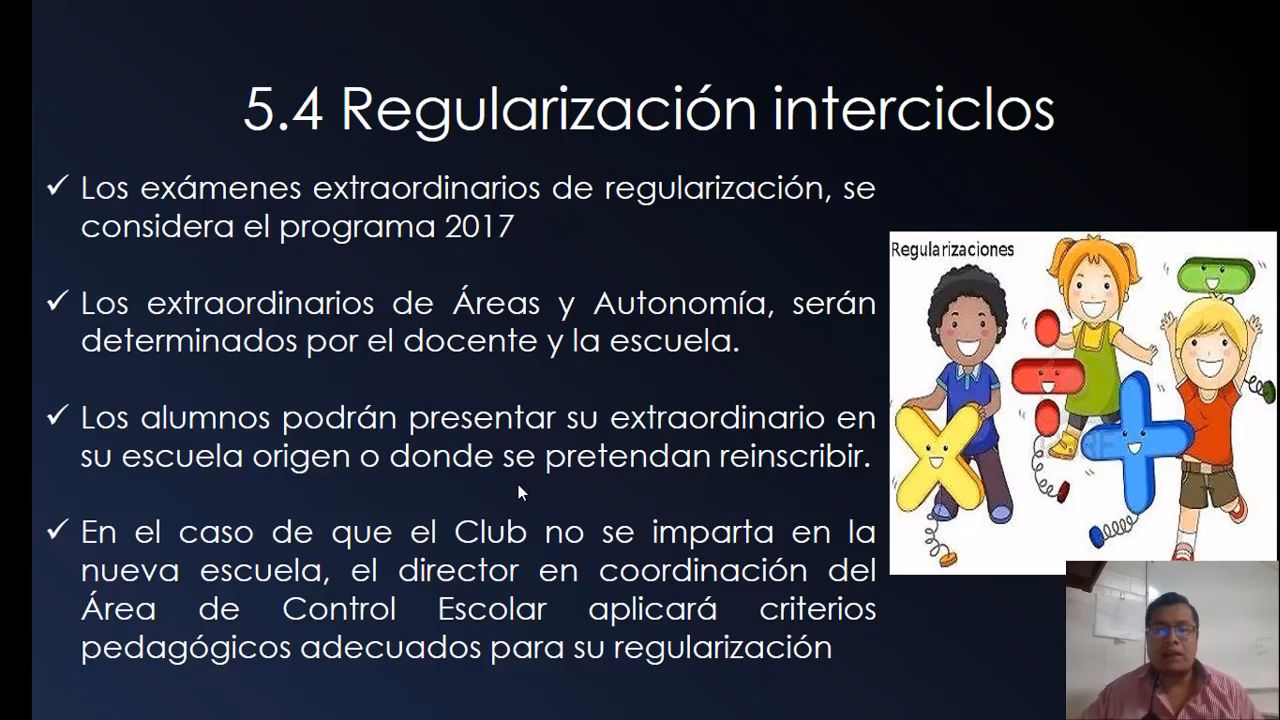 5.4 Regularización interciclos
✓ Los exámenes extraordinarios de regularización, se
considera el programa 2017
✓ Los extraordinarios de Áreas y Autonomía, serán
determinados por el docente y la escuela.
✓ Los alumnos podrán presentar su extraordinario en
su escuela origen o donde se pretendan reinscribir.
✓ En el caso de que el Club no se imparta en la
nueva escuela, el director en coordinación del
Área de Control Escolar aplicará criterios
pedagógicos adecuados para su regularización
Regularizaciones